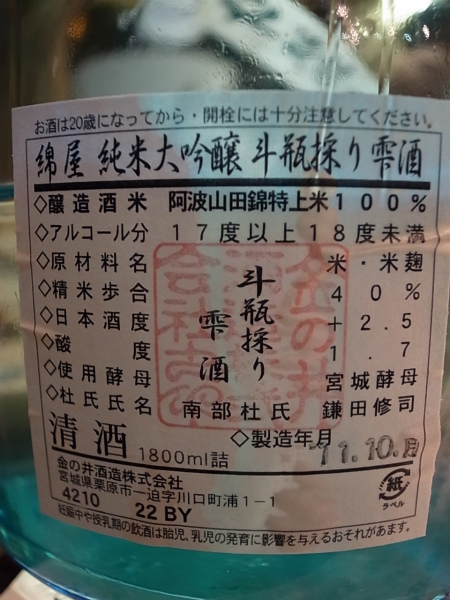 お酒は20歳になってから・開栓には十分注意してください。
綿屋 純米大吟醸 斗瓶採り雫酒
◇醸造酒米 阿波山田錦特上米100%
◇アルコール分 17度以上18度未満
◇原材料名 米・米麹
◇精米歩合 40%
◇日本酒度 +2.5
◇酸度 1.7
◇使用酵母 宮城酵母
◇杜氏氏名 南部杜氏 鎌田修司
斗瓶採り
雫酒
清酒 1800ml詰 ◇製造年月 11.10.月
金の井酒造株式会社
宮城県栗原市一迫字川口町浦1-1
4210 22 BY
紙
ラベル
妊娠中や授乳期の飲酒は胎児、乳児の発育に影響を与えるおそれがあります。